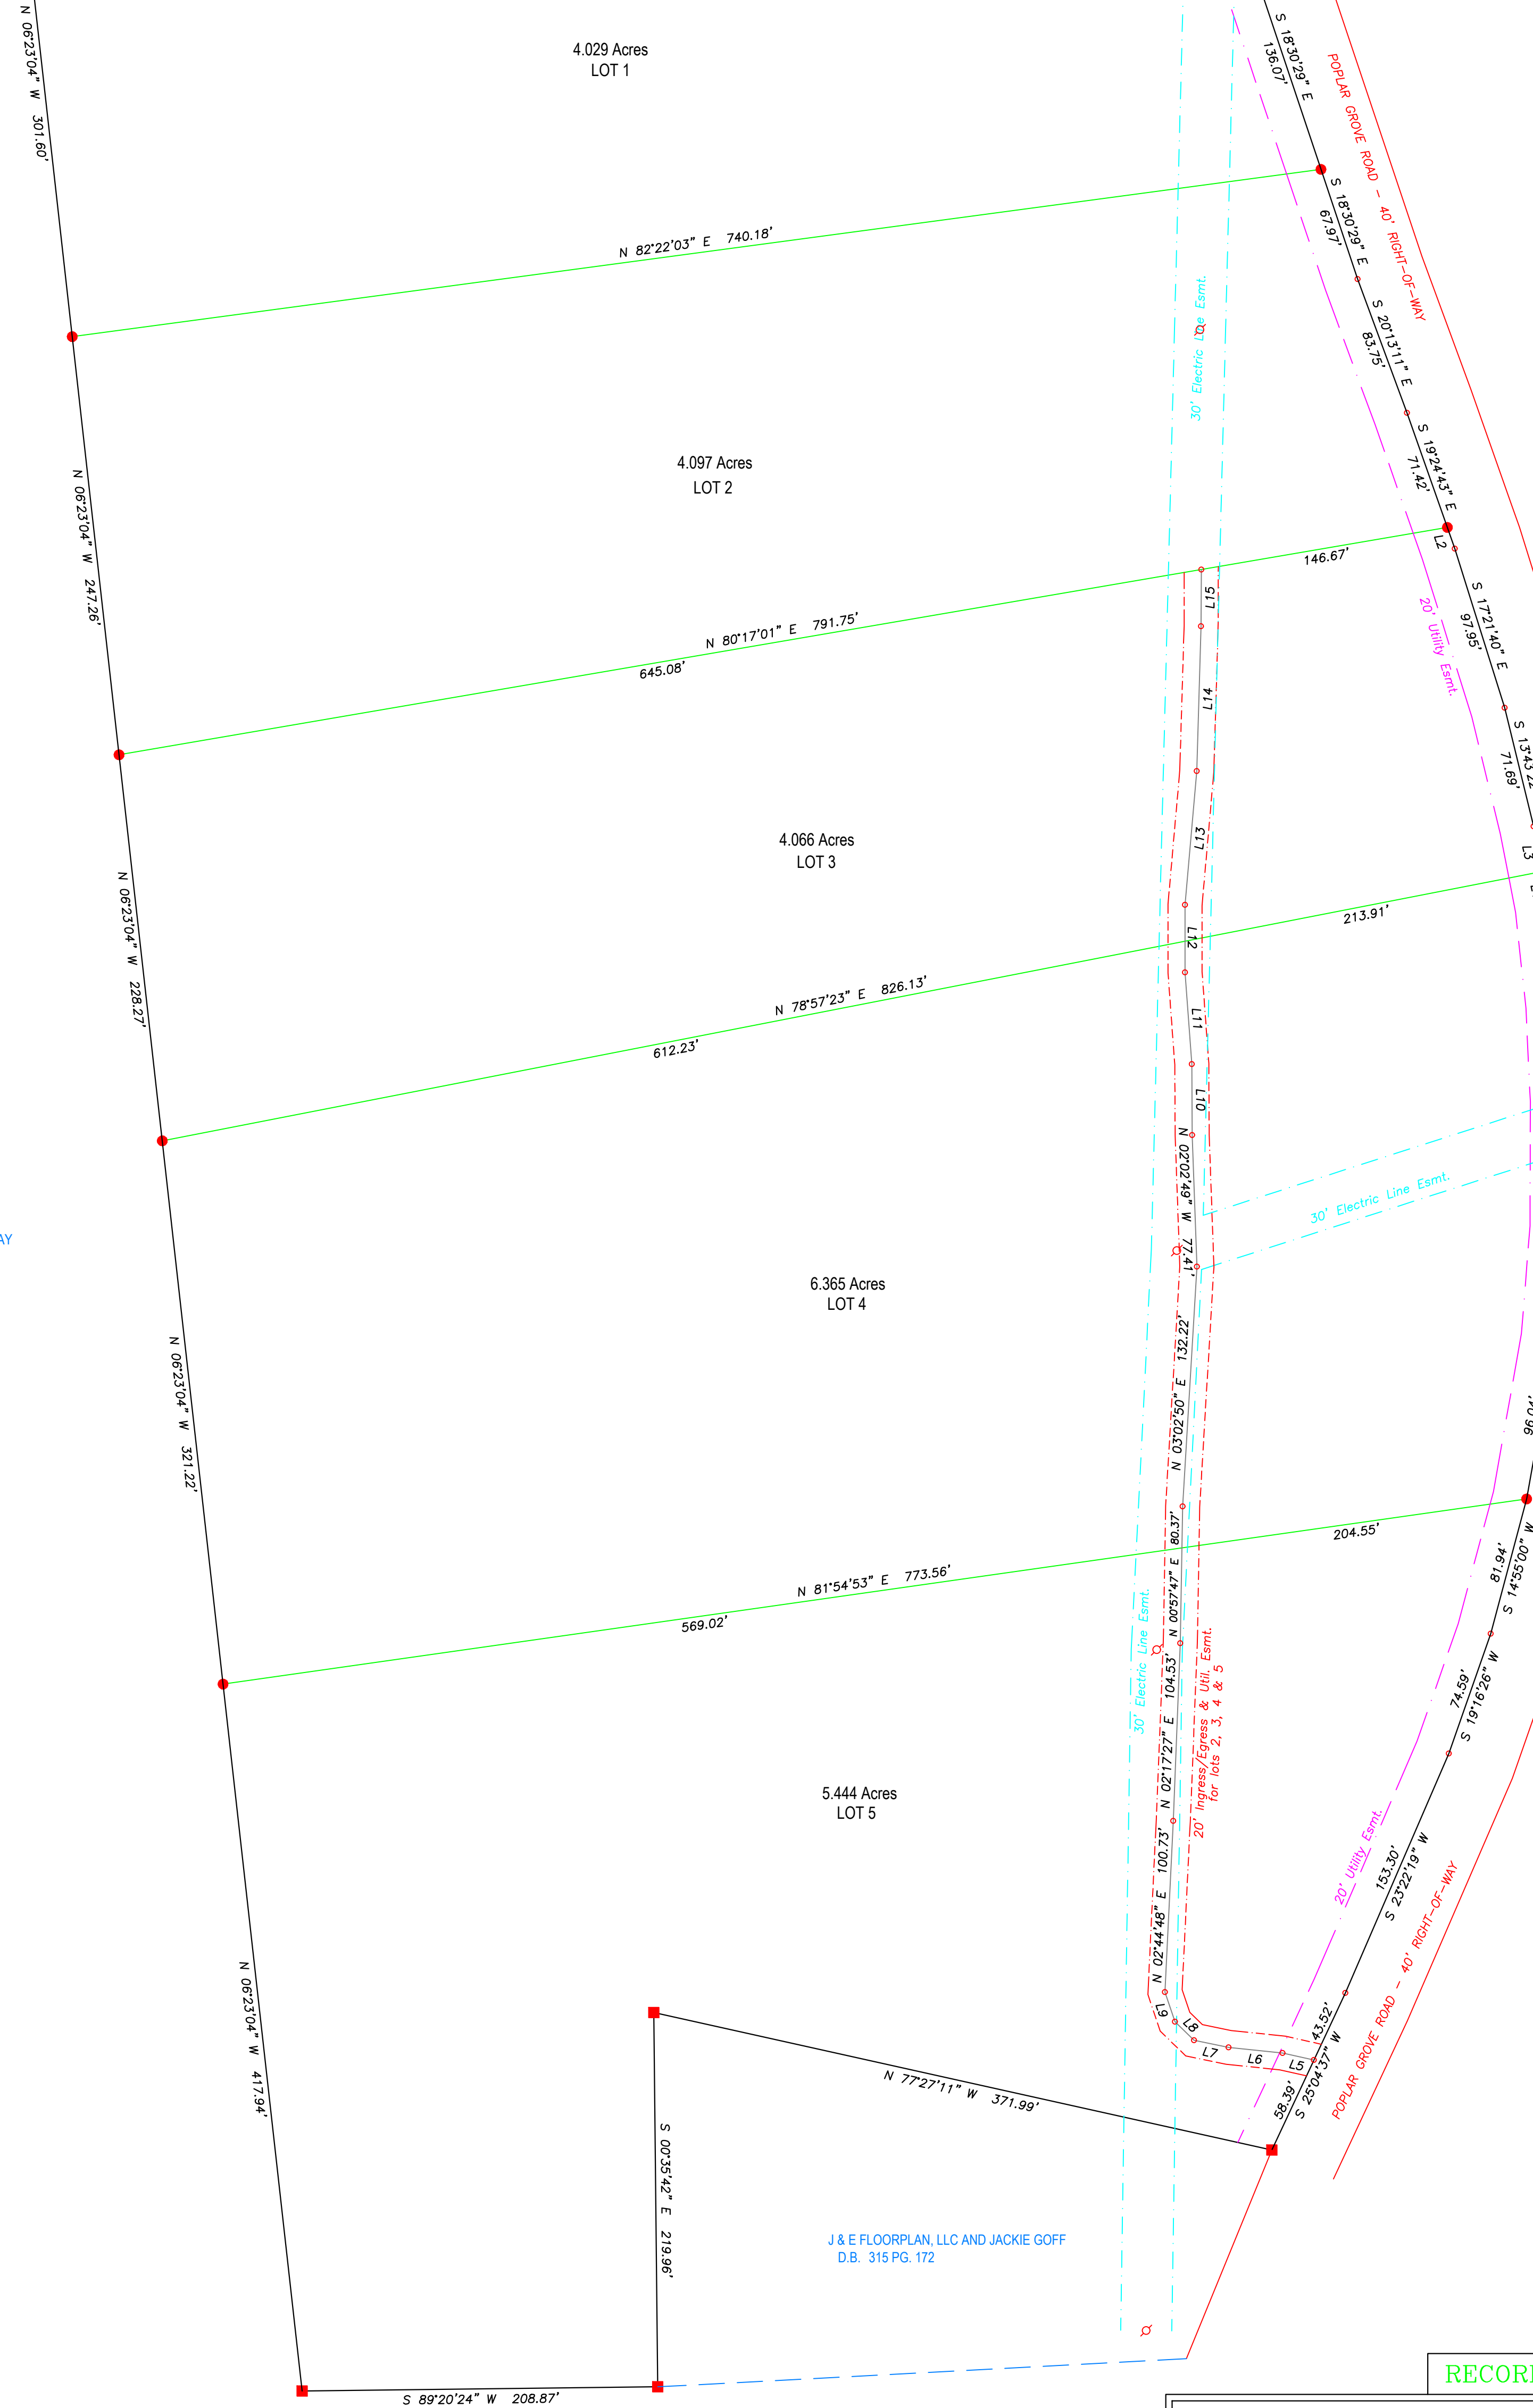 N 06°23'04" W 301.60'
4.029 Acres
LOT 1
S 18°30'29" E
136.07'
POPLAR GROVE ROAD - 40' RIGHT-OF-WAY
N 82°22'03" E 740.18'
S 18°30'29" E
67.97'
30' Electric Line Esmt.
S 20°13'11" E
83.75'
N 06°23'04" W 247.26'
4.097 Acres
LOT 2
S 19°24'43" E
71.42'
L2
146.67'
N 80°17'01" E 791.75'
645.08'
L15
20' Utility Esmt.
S 17°21'40" E
97.95'
L14
S 13°43'22
71.69'
L13
4.066 Acres
LOT 3
L3
N 06°23'04" W 228.27'
213.91'
L12
N 78°57'23" E 826.13'
612.23'
L11
L10
N 02°02'49" W 77.41'
30' Electric Line Esmt.
AY
6.365 Acres
LOT 4
N 06°23'04" W 321.22'
N 03°02'50" E 132.22'
96.04'
204.55'
N 81°54'53" E 773.56'
569.02'
N 00°57'47" E 80.37'
81.94'
S 14°55'00" W
30' Electric Line Esmt.
20' Ingress/Egress & Util. Esmt.
for lots 2, 3, 4 & 5
74.59'
S 19°16'26" W
N 02°17'27" E 104.53'
5.444 Acres
LOT 5
20' Utility Esmt.
153.30'
S 23°22'19" W
N 02°44'48" E 100.73'
POPLAR GROVE ROAD - 40' RIGHT-OF-WAY
N 06°23'04" W 417.94'
L9
L8
L7
L6
L5
43.52'
58.39'
S 25°04'37" W
N 77°27'11" W 371.99'
S 00°35'42" E 219.96'
J & E FLOORPLAN, LLC AND JACKIE GOFF
D.B. 315 PG. 172
RECOR
S 89°20'24" W 208.87'